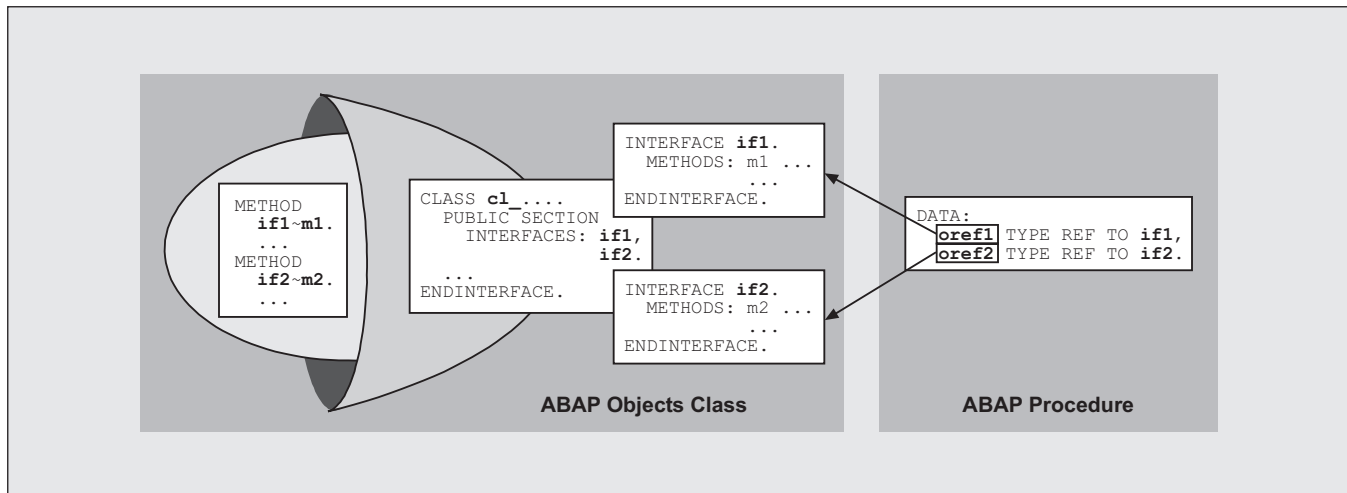 METHOD
if1~m1.
...
METHOD
if2~m2.
...
CLASS cl_....
PUBLIC SECTION
INTERFACES: if1,
if2.
...
ENDINTERFACE.
INTERFACE if1.
METHODS: m1 ...
...
ENDINTERFACE.
INTERFACE if2.
METHODS: m2 ...
...
ENDINTERFACE.
ABAP Objects Class
DATA:
oref1 TYPE REF TO if1,
oref2 TYPE REF TO if2.
ABAP Procedure